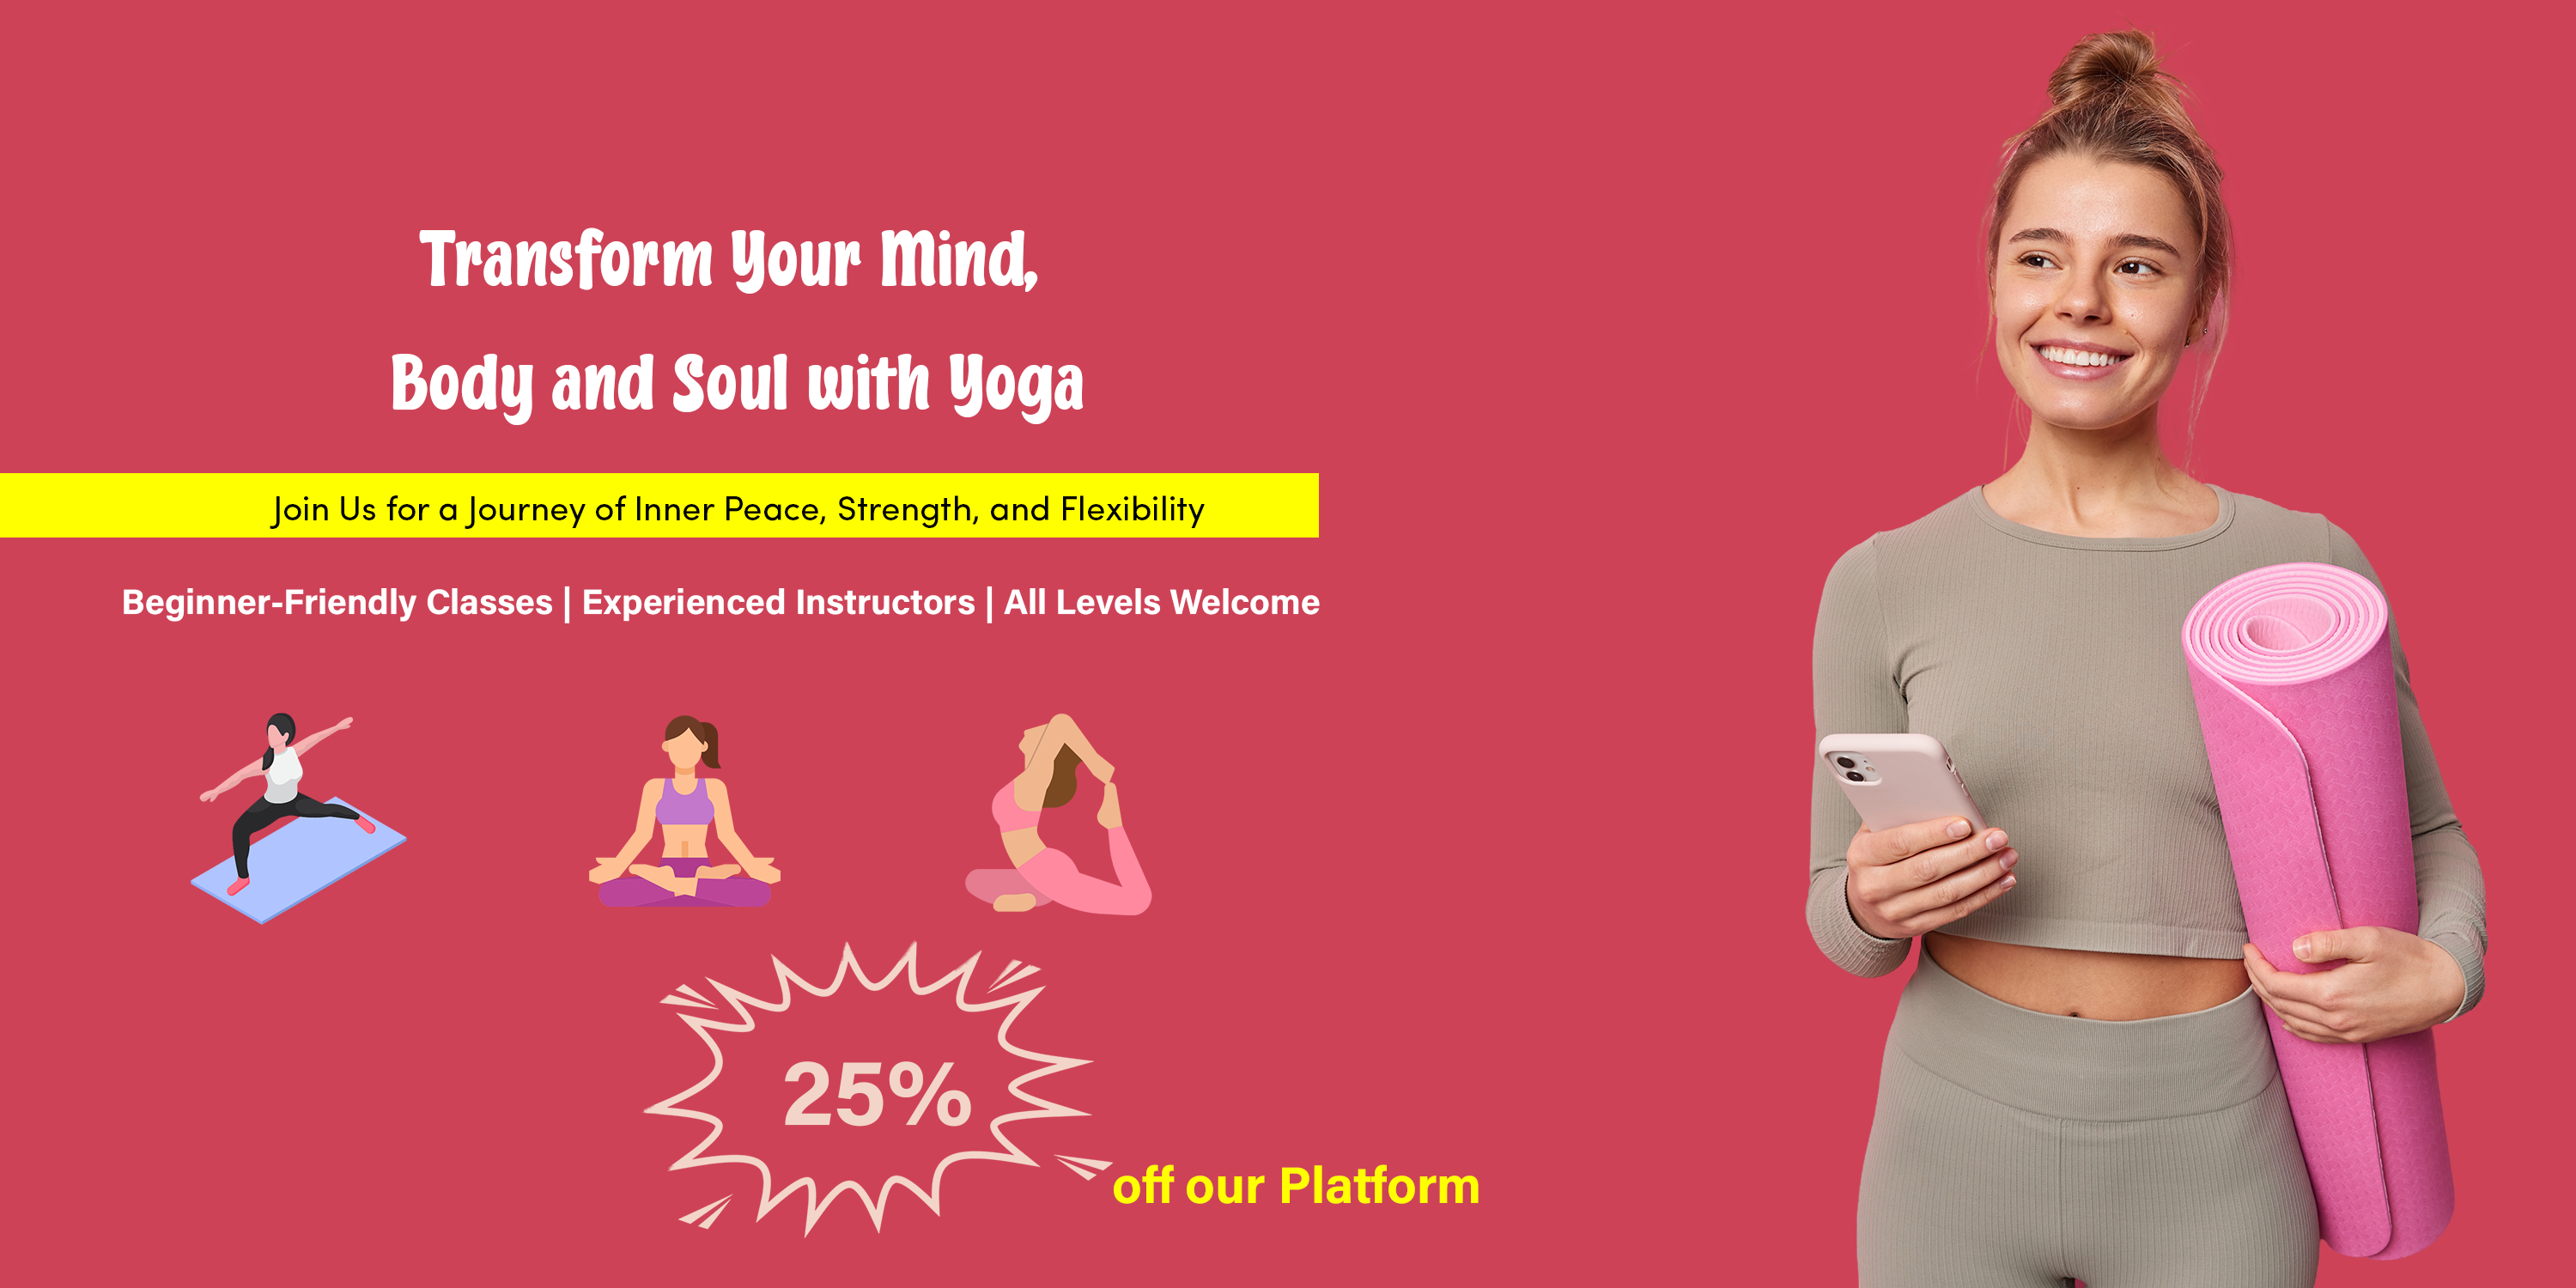 Transform Your Mind,
Body and Soul with Yoga
Join Us for a Journey of Inner Peace, Strength, and Flexibility
Beginner-Friendly Classes | Experienced Instructors | All Levels Welcome
25%
off our Platform